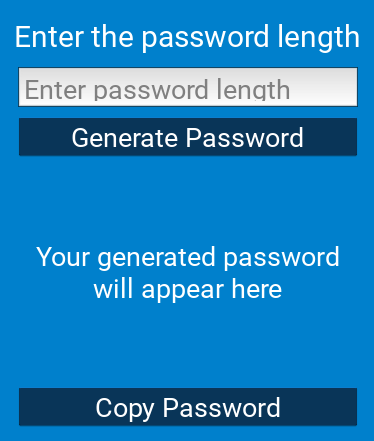 Enter the password length
Enter password length
Generate Password
Your generated password
will appear here
Copy Password